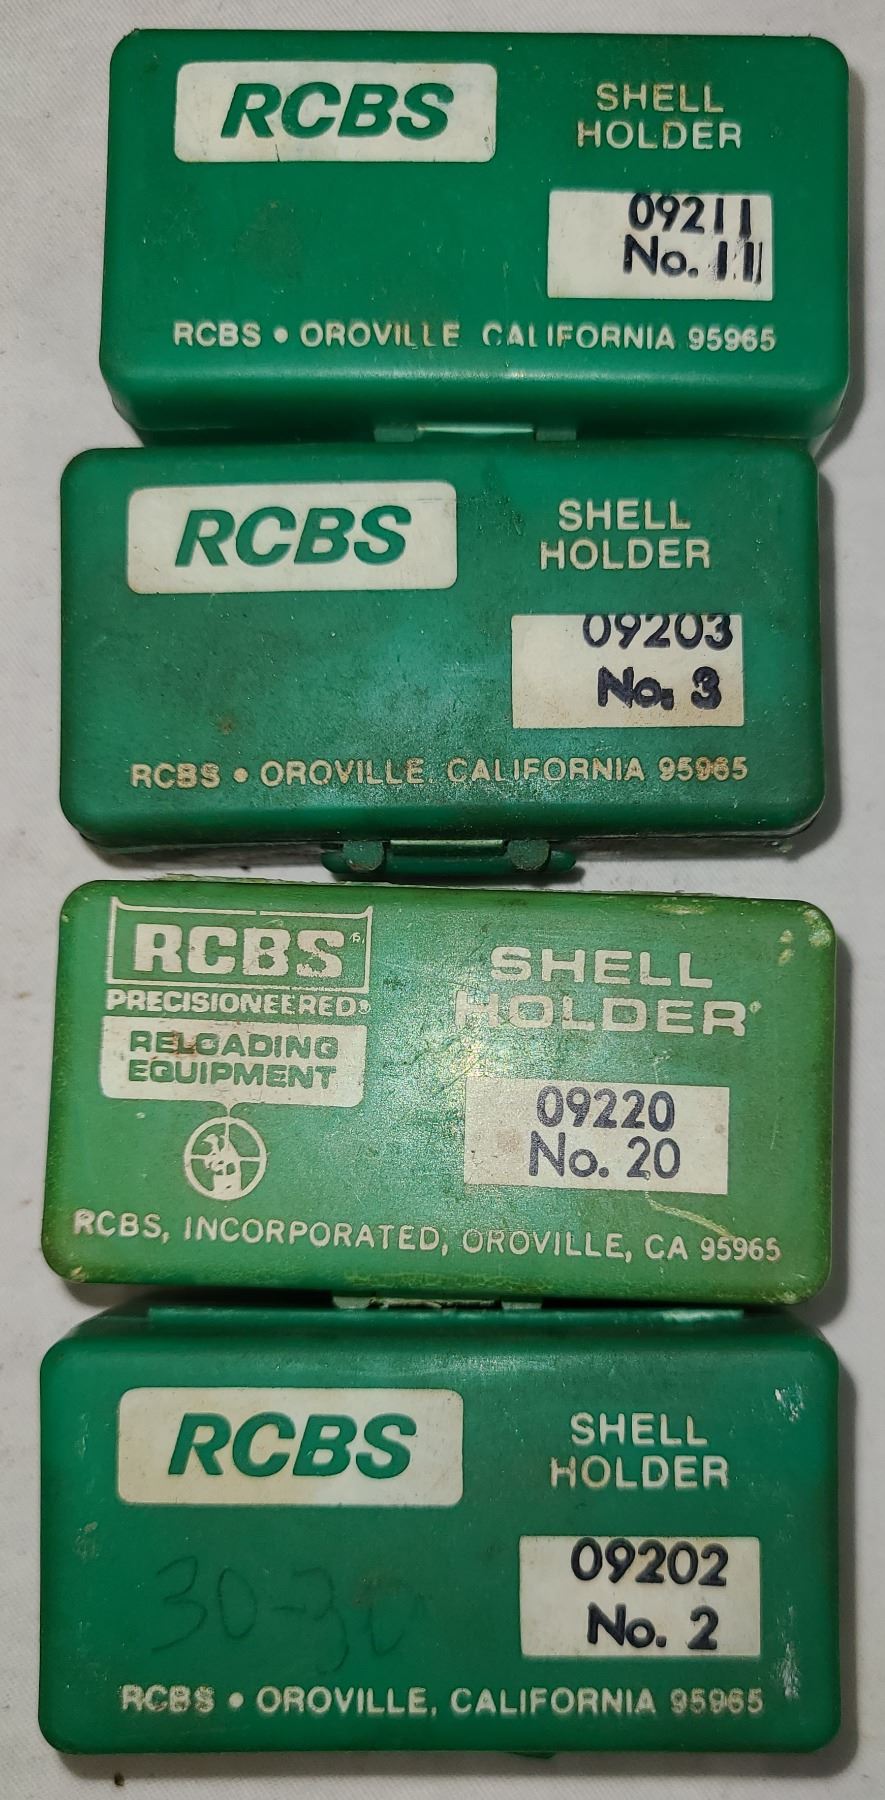 RCBS
SHELL
HOLDER
09211
No. 11
RCBS • OROVILLE CALIFORNIA 95965
RCBS
SHELL
HOLDER
09203
No. 3
RCBS • OROVILLE, CALIFORNIA 95965
RCBS®
PRECISIONEERED®
RELOADING
EQUIPMENT
SHELL
HOLDER®
09220
No. 20
RCBS, INCORPORATED, OROVILLE, CA 95965
RCBS
SHELL
HOLDER
09202
No. 2
30-30
RCBS • OROVILLE, CALIFORNIA 95965